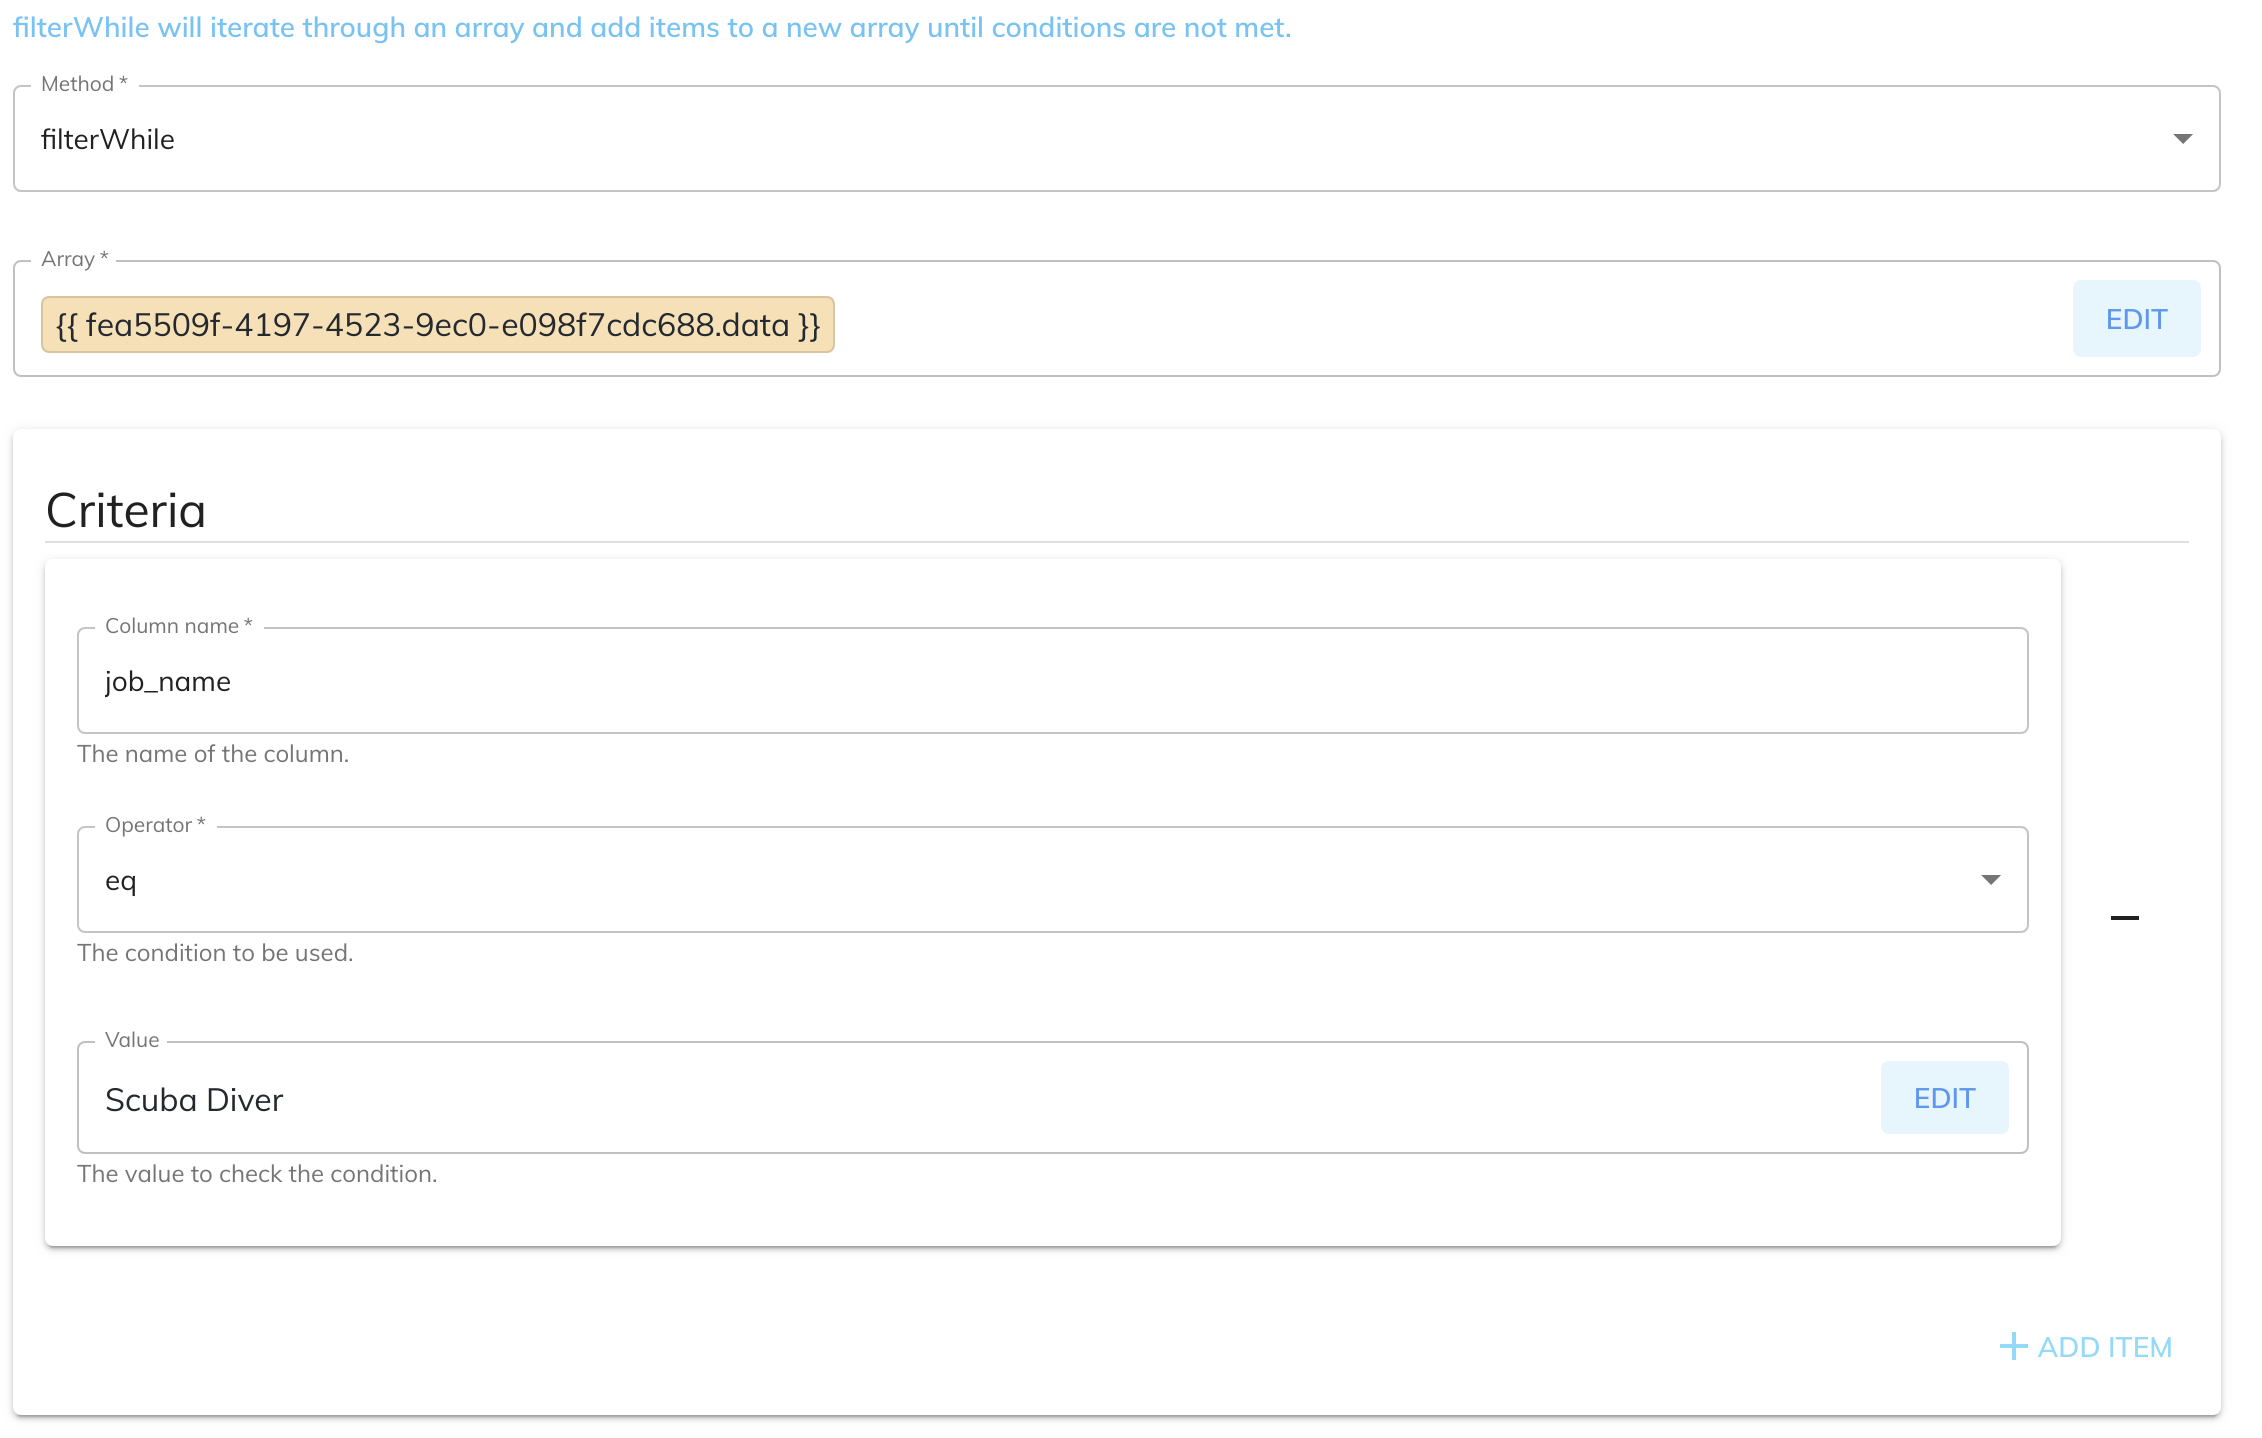 filterWhile will iterate through an array and add items to a new array until conditions are not met.
Method *
filterWhile
Array *
{{ fea5509f-4197-4523-9ec0-e098f7cdc688.data }}
EDIT
Criteria
Column name *
job_name
The name of the column.
Operator *
eq
The condition to be used.
Value
Scuba Diver
EDIT
The value to check the condition.
ADD ITEM